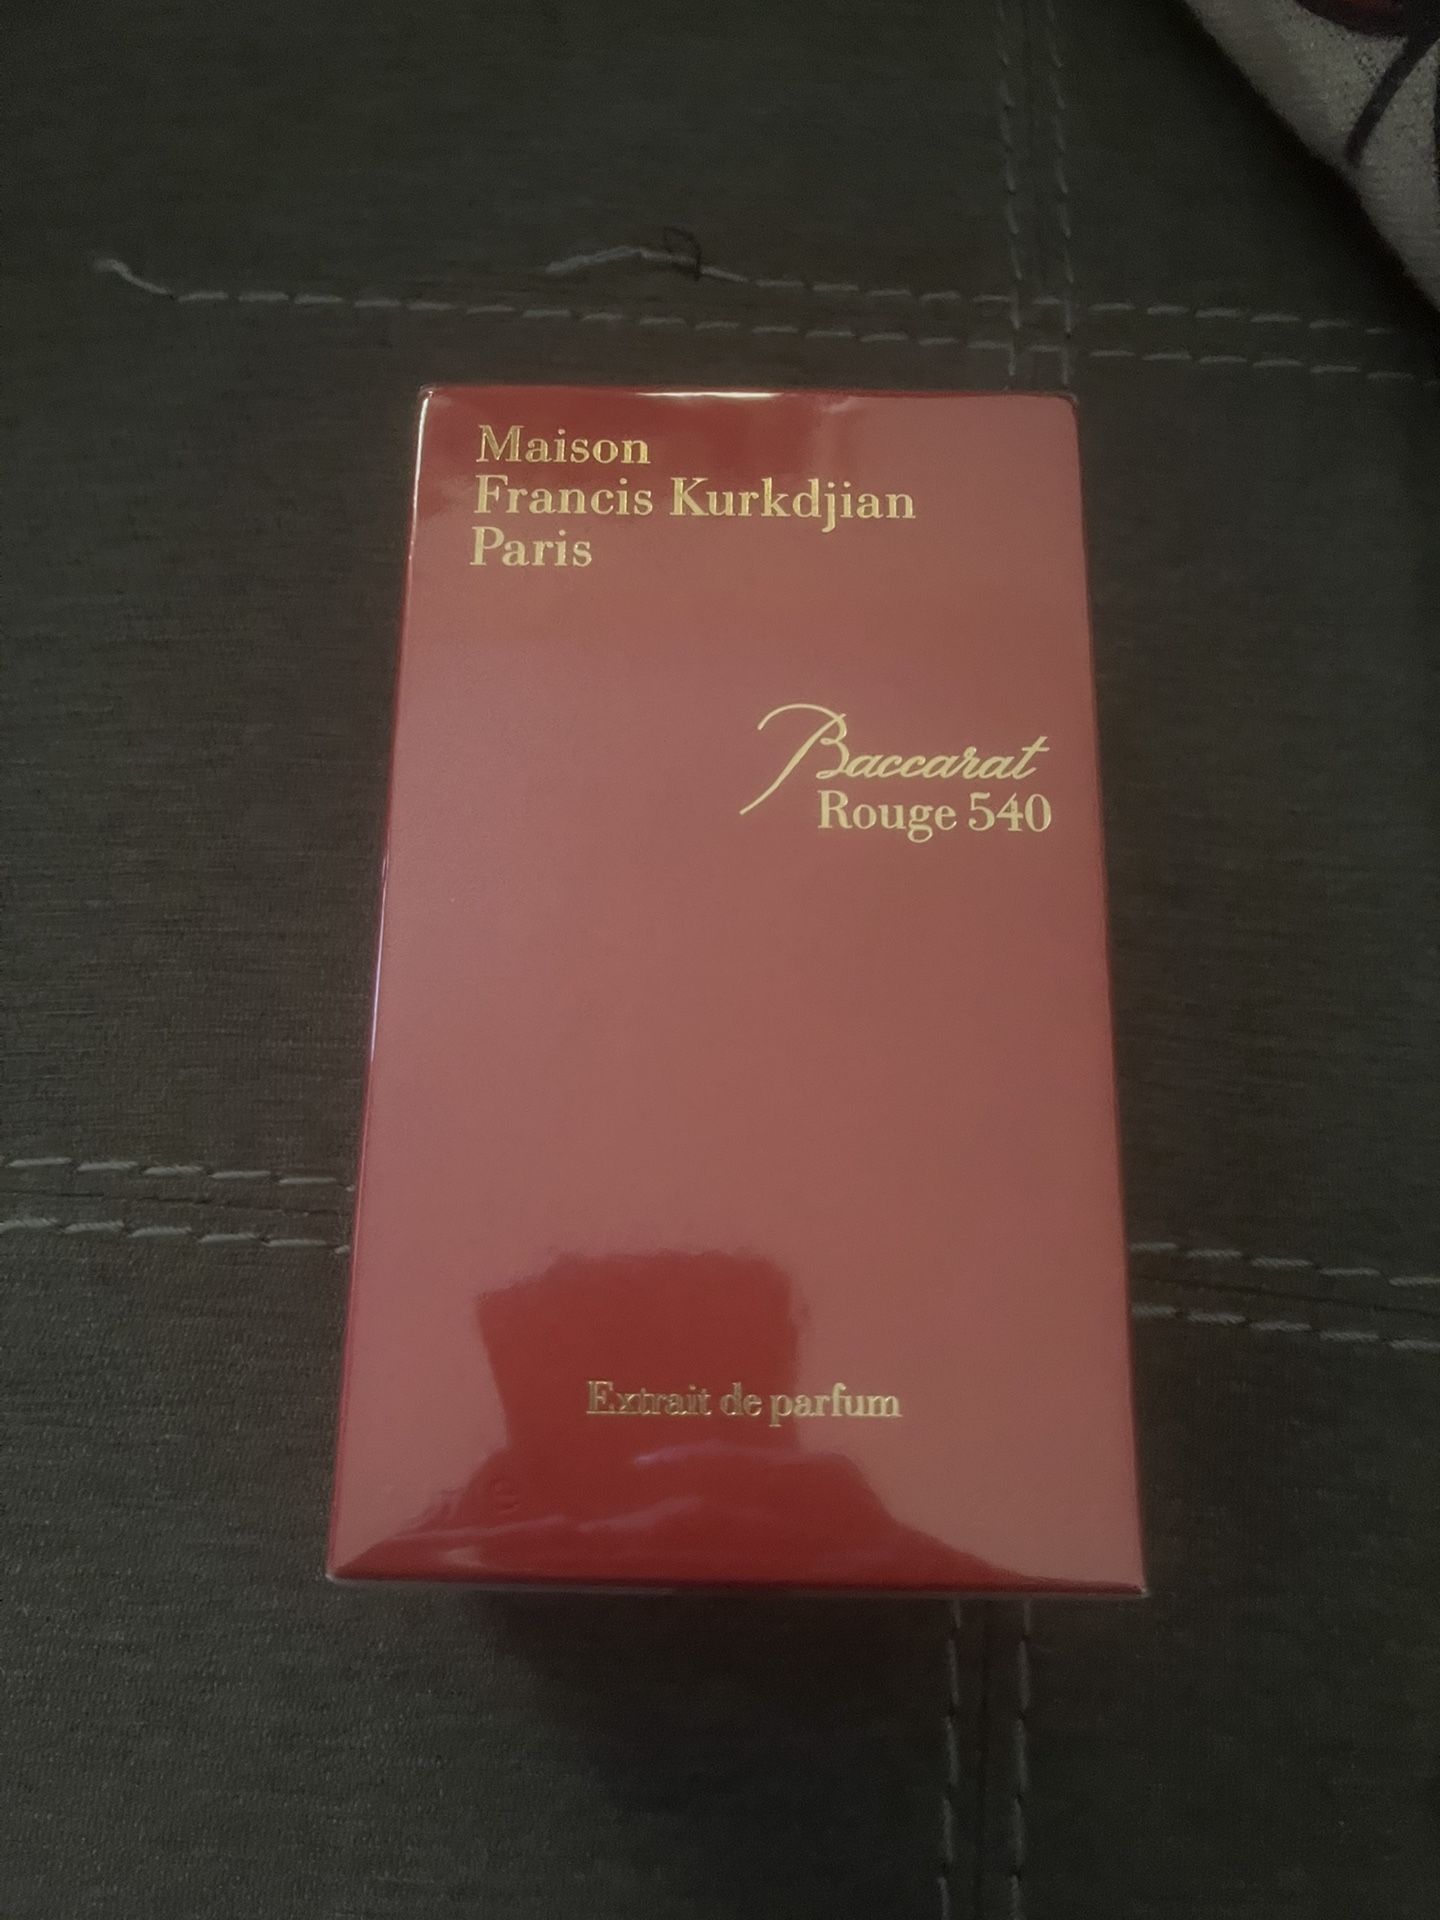 Maison
Francis Kurkdjian
Paris
Baccarat
Rouge 540
Extrait de parfum